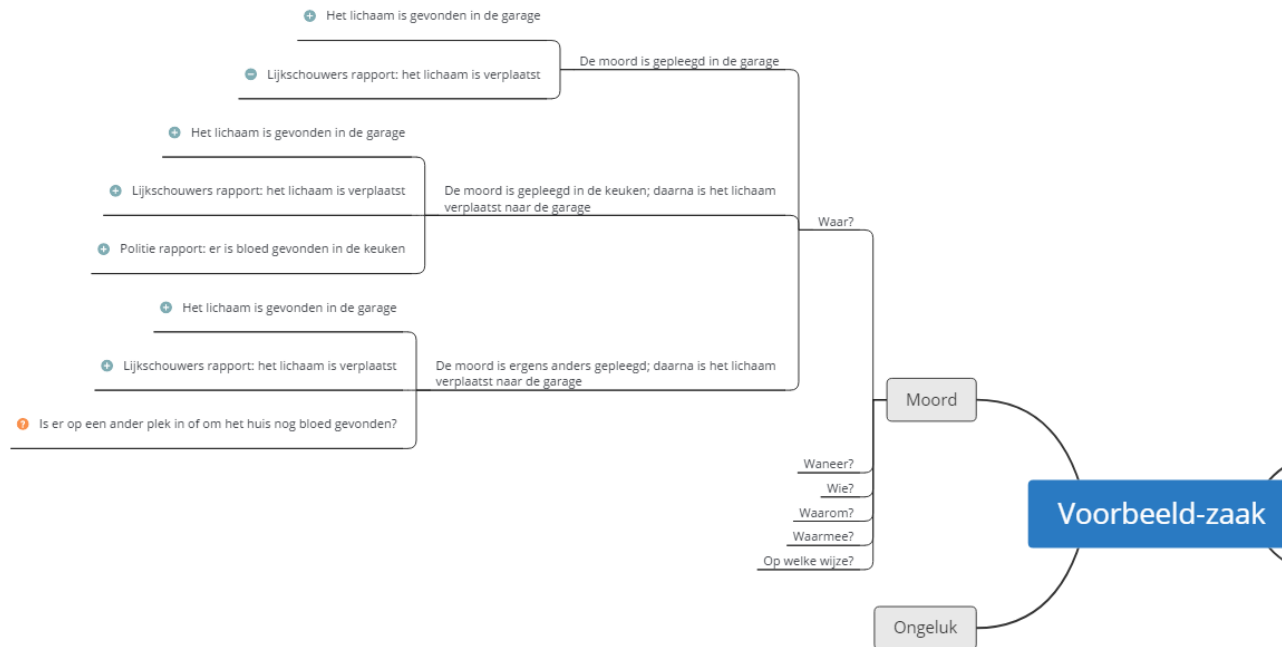 Het lichaam is gevonden in de garage
De moord is gepleegd in de garage
Lijkschouwers rapport: het lichaam is verplaatst
Het lichaam is gevonden in de garage
Lijkschouwers rapport: het lichaam is verplaatst
De moord is gepleegd in de keuken; daarna is het lichaam
verplaatst naar de garage
Politie rapport: er is bloed gevonden in de keuken
Waar?
Het lichaam is gevonden in de garage
Lijkschouwers rapport: het lichaam is verplaatst
De moord is ergens anders gepleegd; daarna is het lichaam
verplaatst naar de garage
Is er op een ander plek in of om het huis nog bloed gevonden?
Moord
Waneer?
Wie?
Waarom?
Waarmee?
Op welke wijze?
Voorbeeld-zaak
Ongeluk